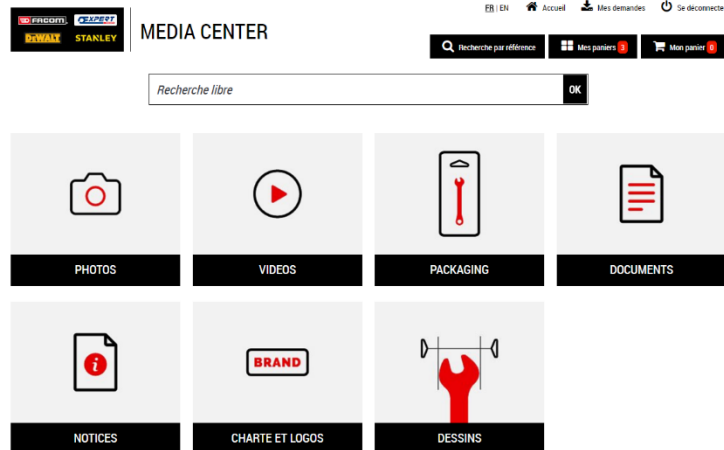 FR | EN Accueil Mes demandes Se déconnecter
FACOM EXPERT
DEWALT STANLEY
MEDIA CENTER
Recherche par référence Mes paniers 3 Mon panier 0
Recherche libre OK
PHOTOS VIDEOS PACKAGING DOCUMENTS
i BRAND
NOTICES CHARTE ET LOGOS DESSINS